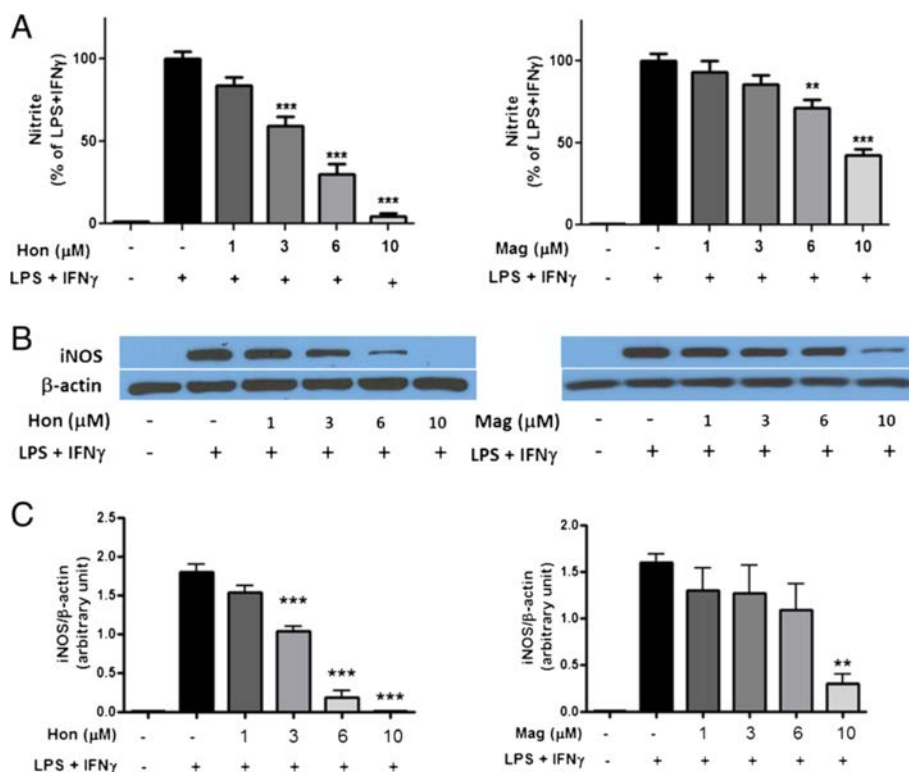 A
Nitrite
(% of LPS+IFNγ)
100
50
0
*** *** ***
Hon (μM) - - 1 3 6 10
LPS + IFNγ - + + + + +
Nitrite
(% of LPS+IFNγ)
100
50
0
** ***
Mag (μM) - - 1 3 6 10
LPS + IFNγ - + + + + +
B
iNOS
β-actin
Hon (μM) - - 1 3 6 10
LPS + IFNγ - + + + + +
Mag (μM) - - 1 3 6 10
LPS + IFNγ - + + + + +
C
iNOS/β-actin
(arbitrary unit)
2.0
1.5
1.0
0.5
0.0
*** *** ***
Hon (μM) - - 1 3 6 10
LPS + IFNγ - + + + + +
iNOS/β-actin
(arbitrary unit)
2.0
1.5
1.0
0.5
0.0
**
Mag (μM) - - 1 3 6 10
LPS + IFNγ - + + + + +